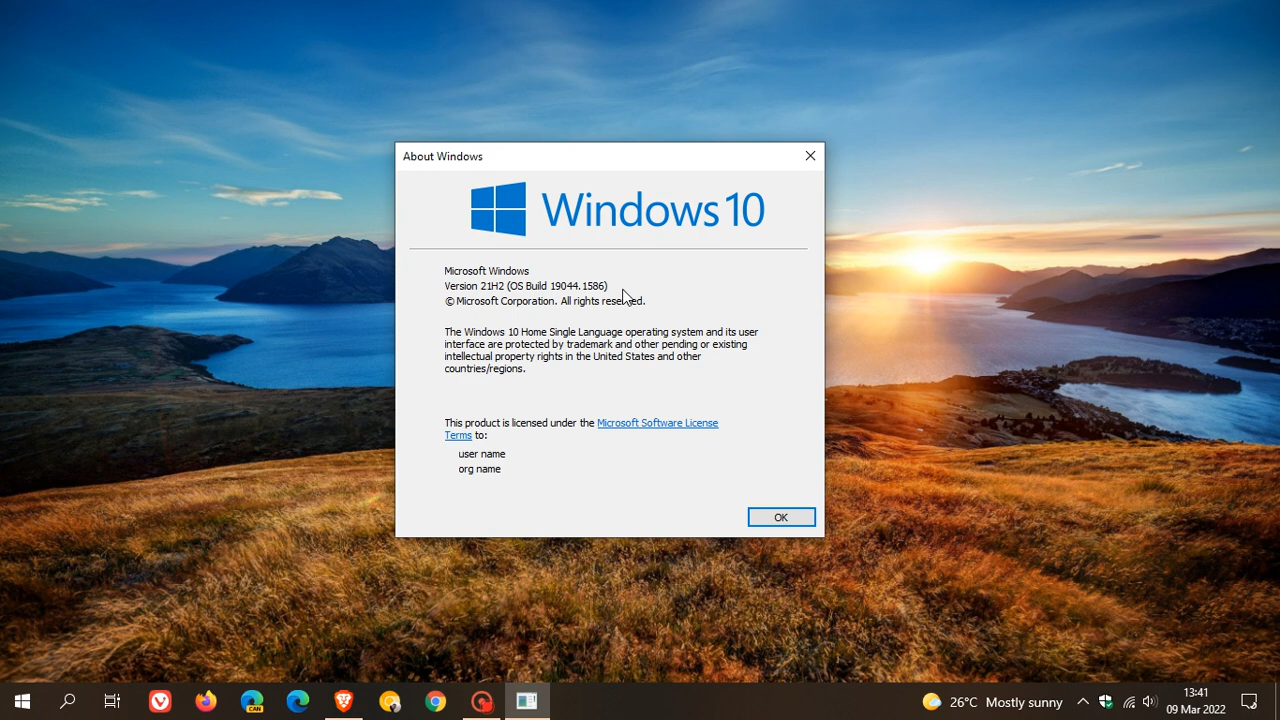 About Windows
Windows 10
Microsoft Windows
Version 21H2 (OS Build 19044.1586)
© Microsoft Corporation. All rights reserved.
The Windows 10 Home Single Language operating system and its user
interface are protected by trademark and other pending or existing
intellectual property rights in the United States and other
countries/regions.
This product is licensed under the Microsoft Software License
Terms to:
user name
org name
OK
CAN
26°C Mostly sunny
13:41
09 Mar 2022